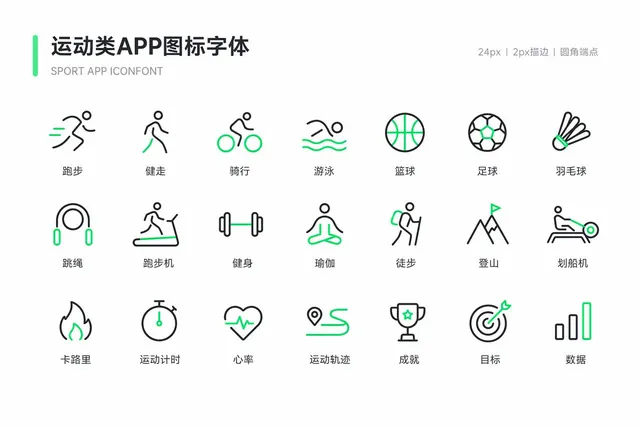 运动类APP图标字体
SPORT APP ICONFONT
24px | 2px描边 | 圆角端点
跑步 健走 骑行 游泳 篮球 足球 羽毛球
跳绳 跑步机 健身 瑜伽 徒步 登山 划船机
卡路里 运动计时 心率 运动轨迹 成就 目标 数据